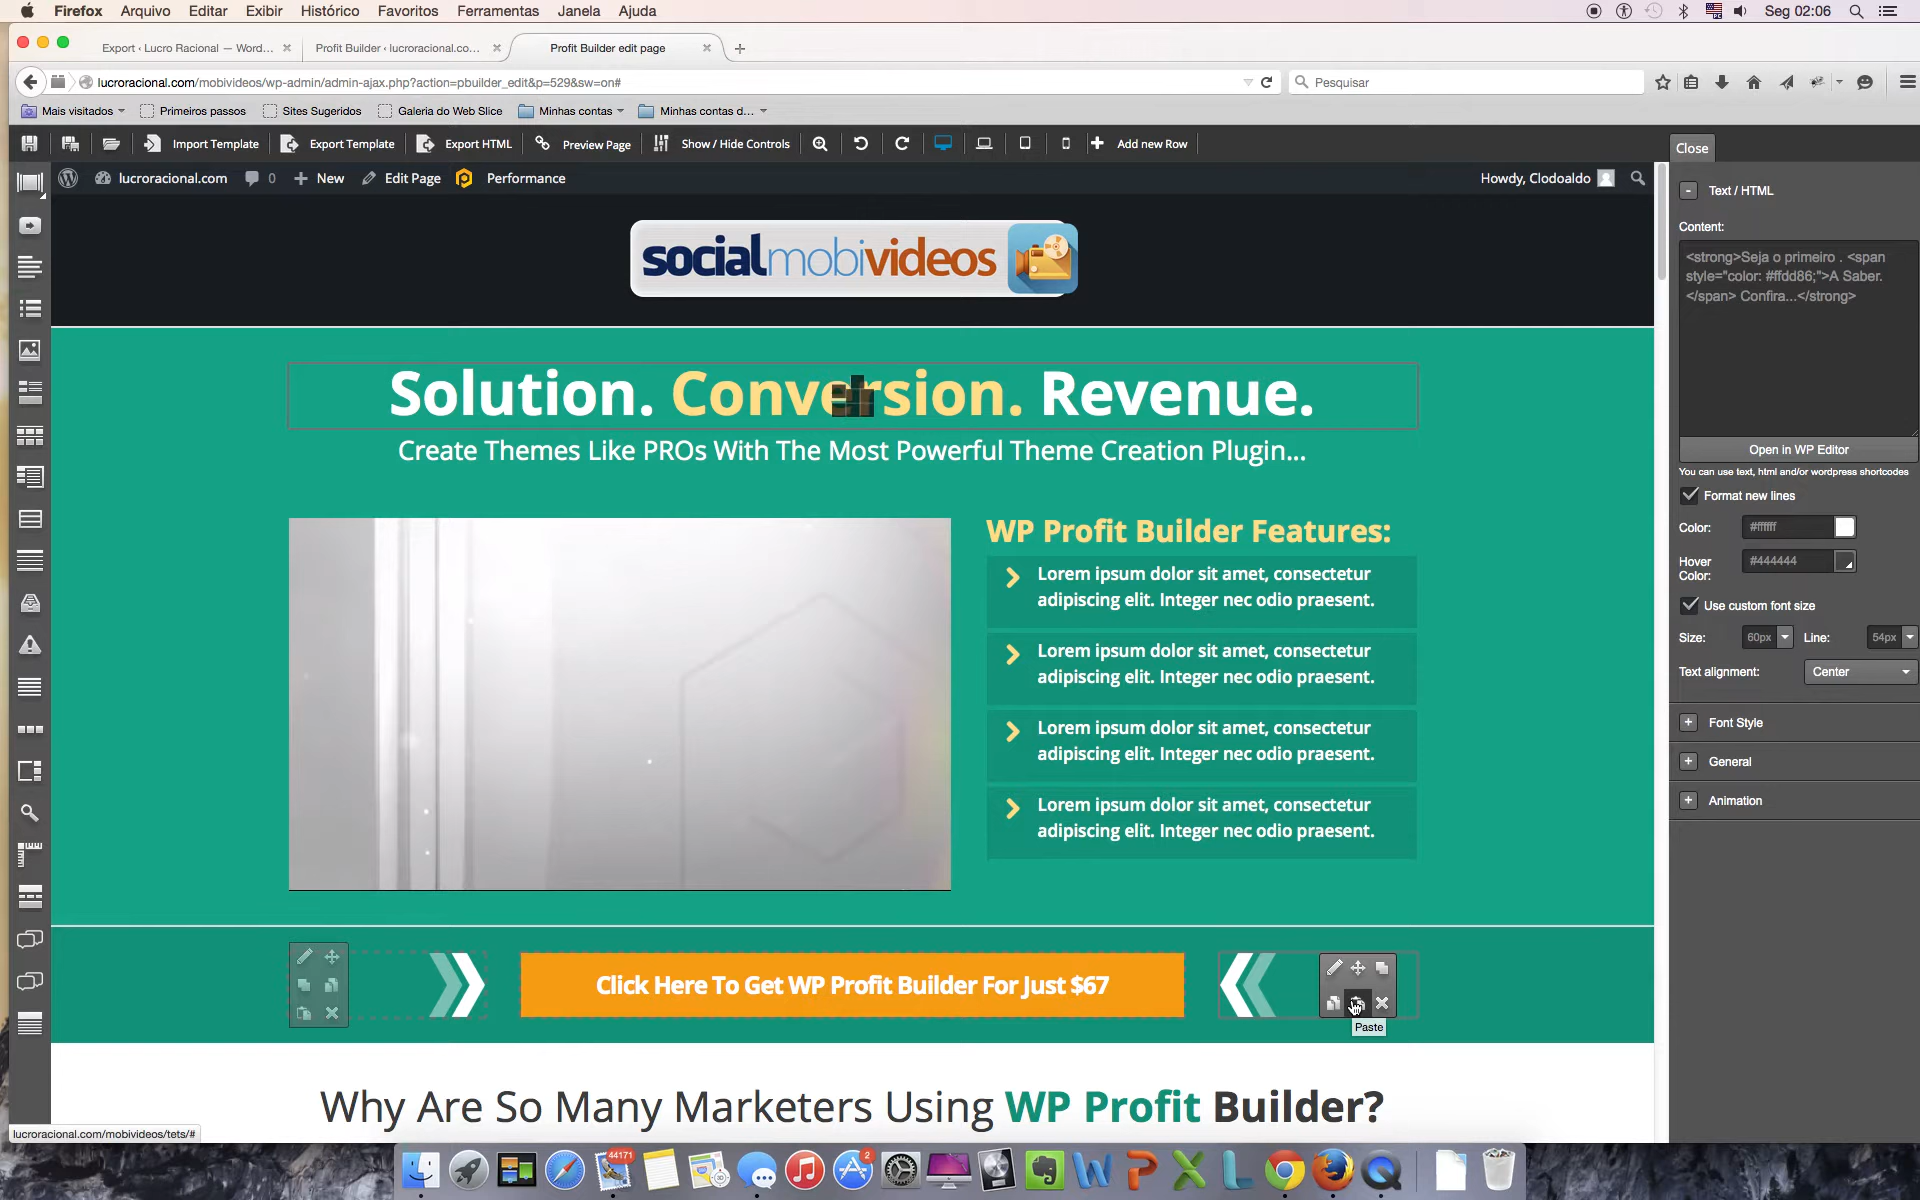 Firefox Arquivo Editar Exibir Histórico Favoritos Ferramentas Janela Ajuda Seg 02:06
Export ‹ Lucro Racional — Word... Profit Builder ‹ lucroracional.co... Profit Builder edit page
lucroracional.com/mobivideos/wp-admin/admin-ajax.php?action=pbuilder_edit&p=529&sw=on# Pesquisar
Mais visitados Primeiros passos Sites Sugeridos Galeria do Web Slice Minhas contas Minhas contas d...
Import Template Export Template Export HTML Preview Page Show / Hide Controls Add new Row
Close
lucroracional.com 0 New Edit Page Performance Howdy, Clodoaldo
socialmobivideos
Solution. Conversion. Revenue.
Create Themes Like PROs With The Most Powerful Theme Creation Plugin...
WP Profit Builder Features:
Lorem ipsum dolor sit amet, consectetur
adipiscing elit. Integer nec odio praesent.
Lorem ipsum dolor sit amet, consectetur
adipiscing elit. Integer nec odio praesent.
Lorem ipsum dolor sit amet, consectetur
adipiscing elit. Integer nec odio praesent.
Lorem ipsum dolor sit amet, consectetur
adipiscing elit. Integer nec odio praesent.
Click Here To Get WP Profit Builder For Just $67
Paste
Why Are So Many Marketers Using WP Profit Builder?
lucroracional.com/mobivideos/tets/#
Text / HTML
Content:
<strong>Seja o primeiro . <span
style="color: #ffdd86;">A Saber.
</span> Confira...</strong>
Open in WP Editor
You can use text, html and/or wordpress shortcodes
Format new lines
Color: #ffffff
Hover
Color: #444444
Use custom font size
Size: 60px Line: 54px
Text alignment: Center
Font Style
General
Animation
44171
2